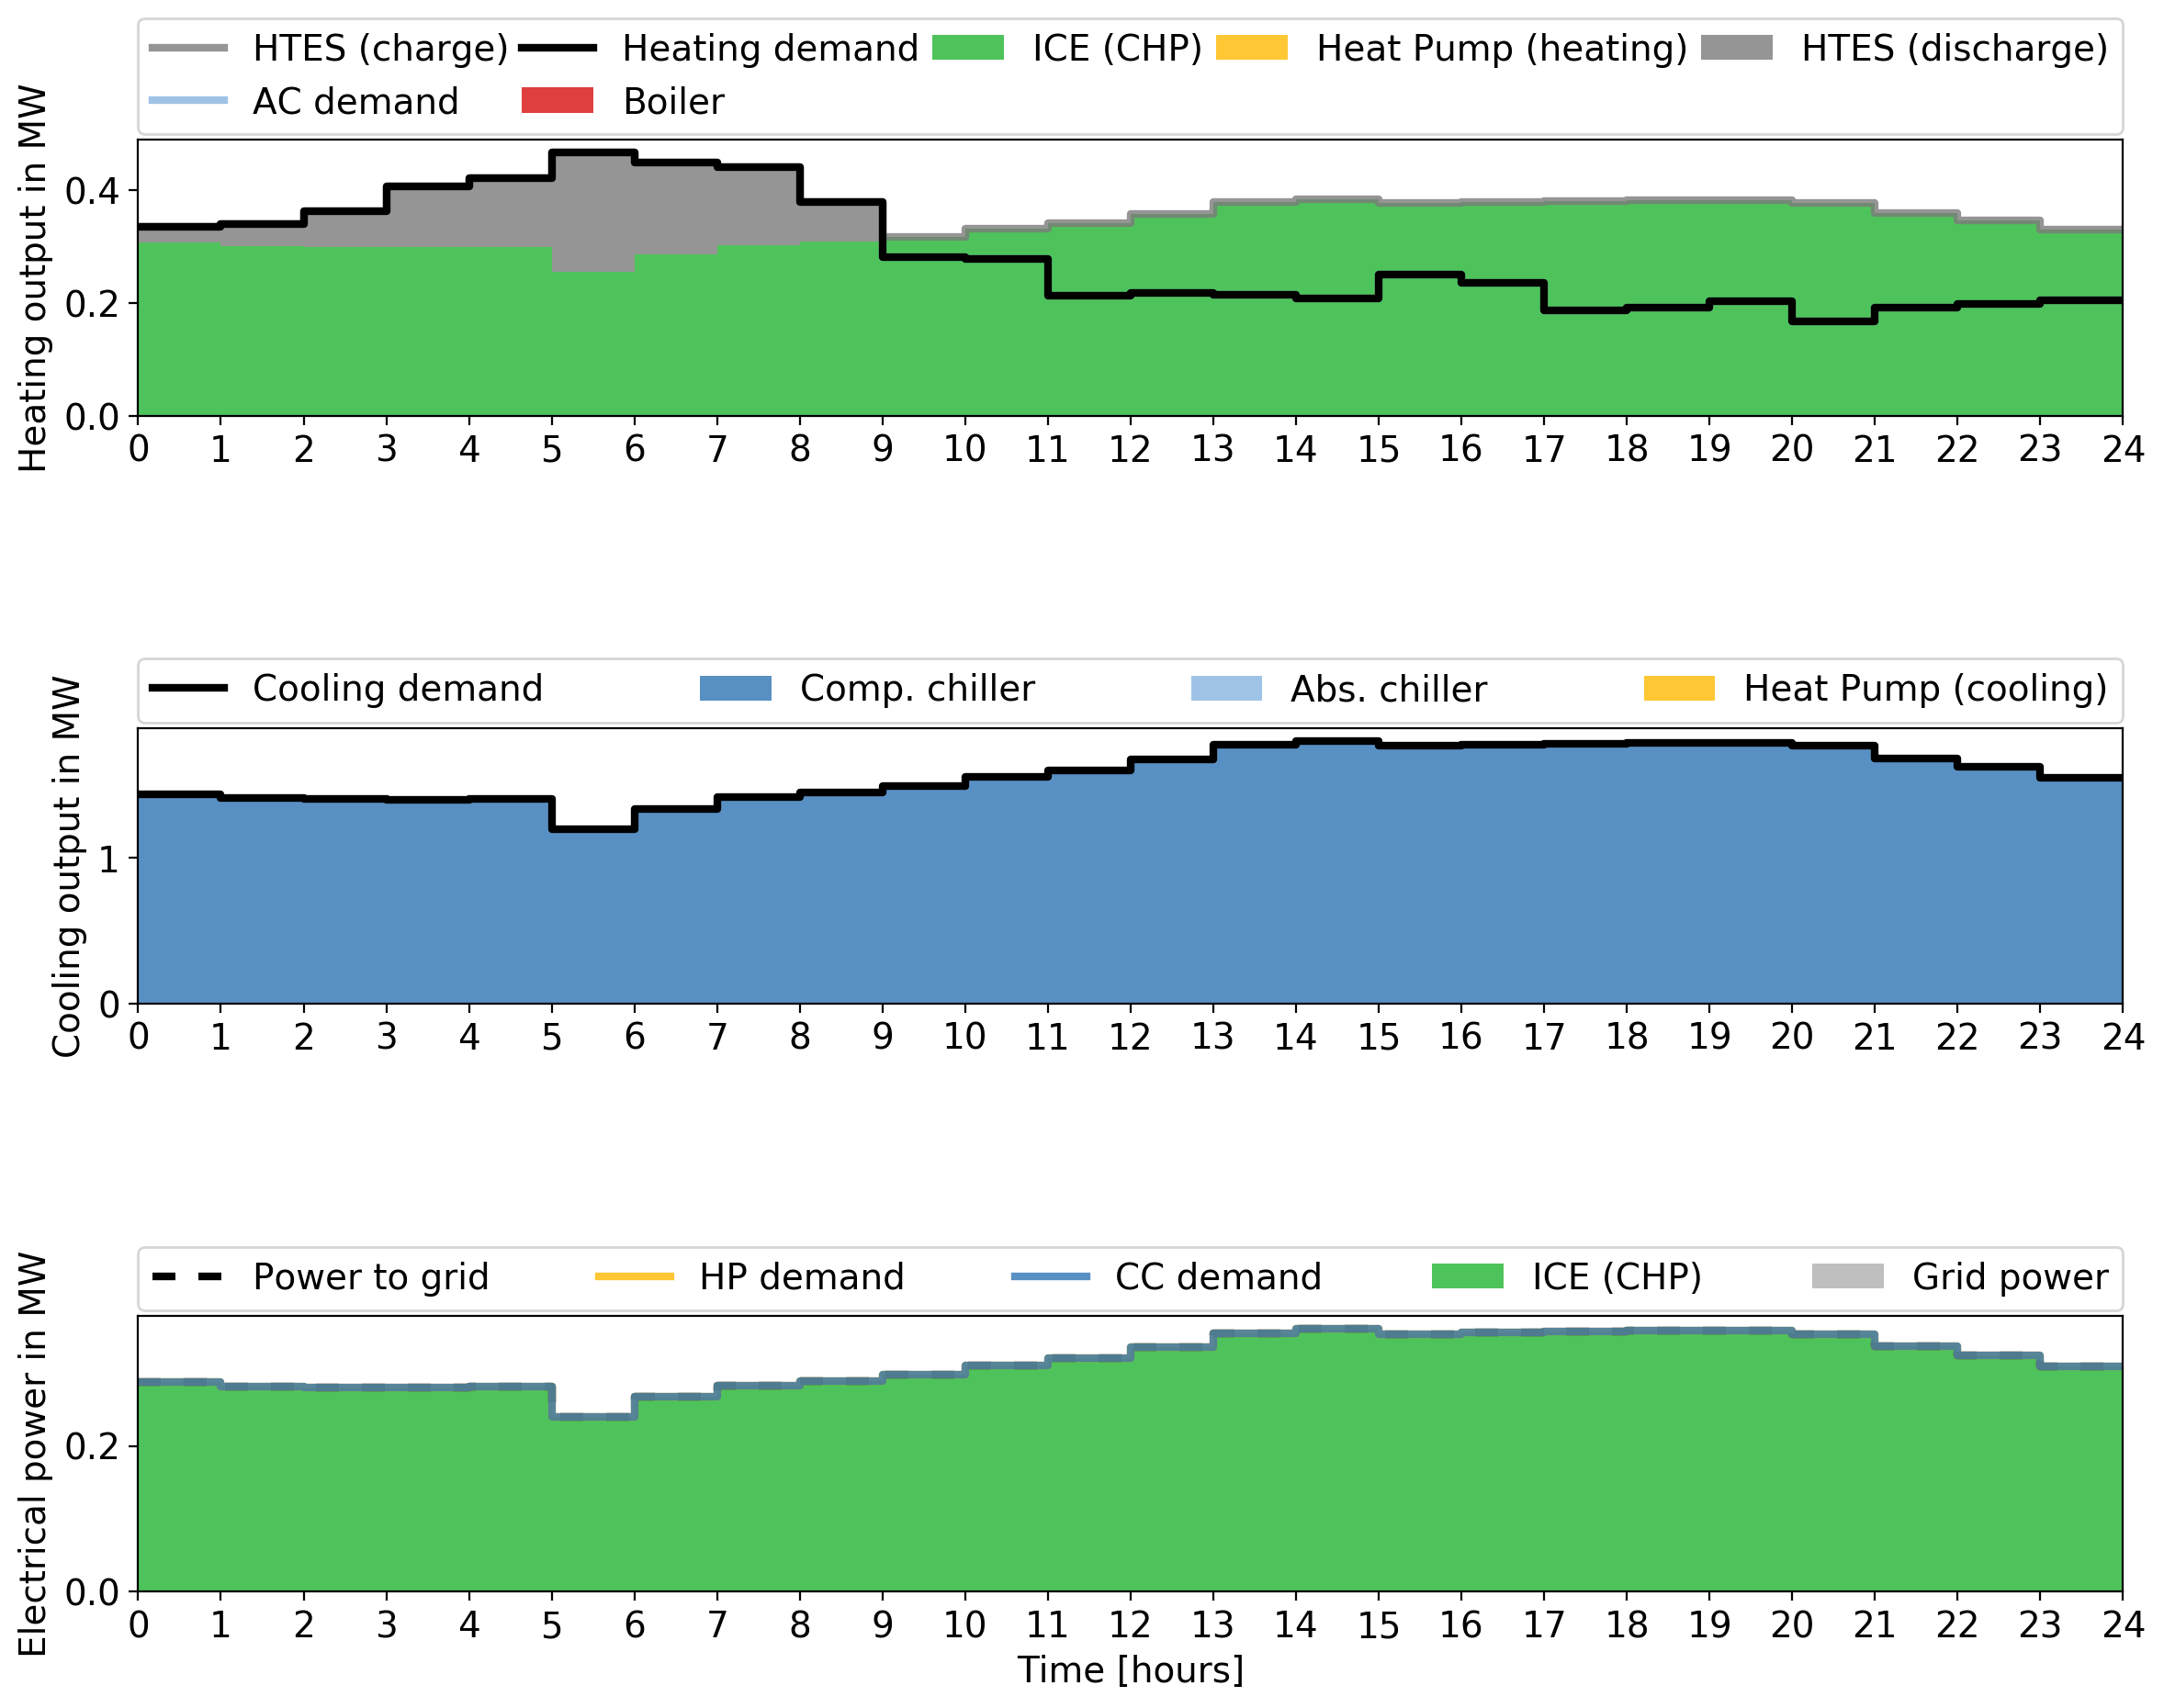 HTES (charge) Heating demand ICE (CHP) Heat Pump (heating) HTES (discharge)
AC demand Boiler
Heating output in MW
0.4
0.2
0.0
0 1 2 3 4 5 6 7 8 9 10 11 12 13 14 15 16 17 18 19 20 21 22 23 24
Cooling demand Comp. chiller Abs. chiller Heat Pump (cooling)
Cooling output in MW
1
0
0 1 2 3 4 5 6 7 8 9 10 11 12 13 14 15 16 17 18 19 20 21 22 23 24
Power to grid HP demand CC demand ICE (CHP) Grid power
Electrical power in MW
0.2
0.0
0 1 2 3 4 5 6 7 8 9 10 11 12 13 14 15 16 17 18 19 20 21 22 23 24
Time [hours]